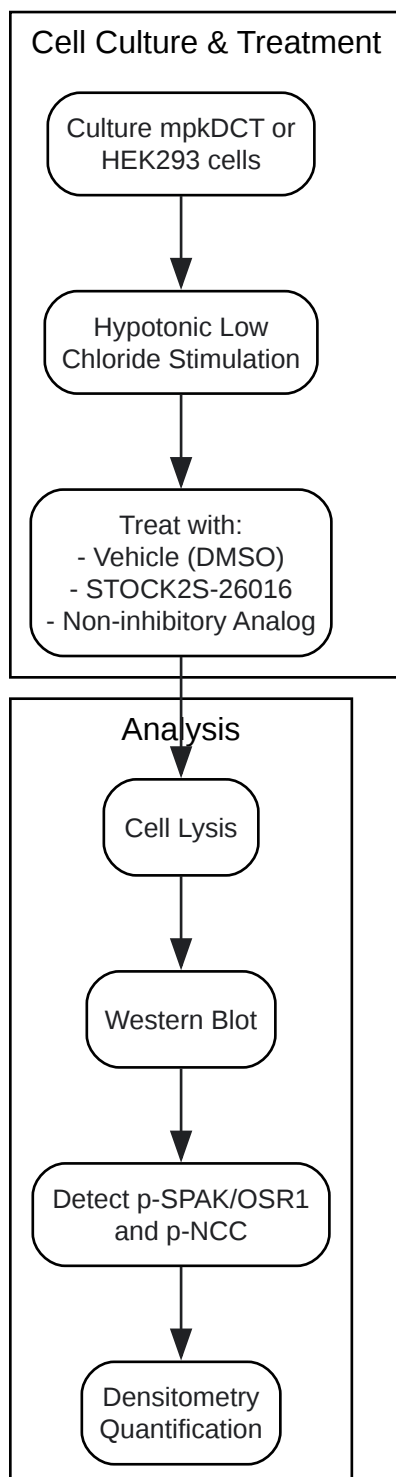 Cell Culture & Treatment
Culture mpkDCT or
HEK293 cells
Hypotonic Low
Chloride Stimulation
Treat with:
- Vehicle (DMSO)
- STOCK2S-26016
- Non-inhibitory Analog
Analysis
Cell Lysis
Western Blot
Detect p-SPAK/OSR1
and p-NCC
Densitometry
Quantification